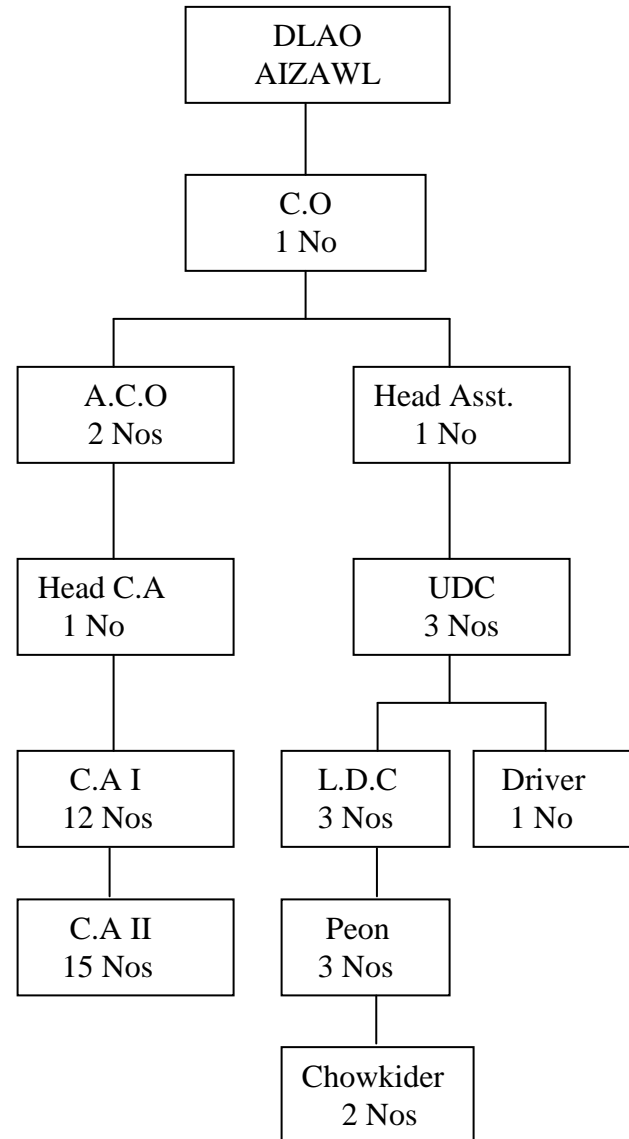 DLAO
AIZAWL
C.O
1 No
A.C.O
2 Nos
Head Asst.
1 No
Head C.A
1 No
UDC
3 Nos
C.A I
12 Nos
L.D.C
3 Nos
Driver
1 No
C.A II
15 Nos
Peon
3 Nos
Chowkider
2 Nos